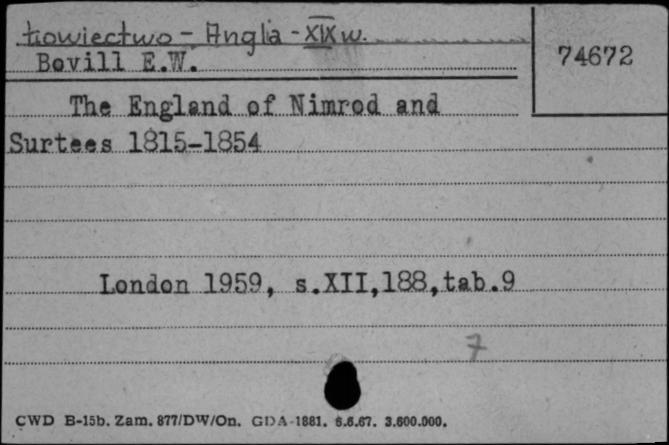 Łowiectwo - Anglia - XIX w.
Bovill E.W.
74672
The England of Nimrod and
Surtees 1815-1854
London 1959, s.XII,188,tab.9
7
CWD B-15b. Zam. 877/DW/On. GDA-1881. 6.6.67. 3.600.000.